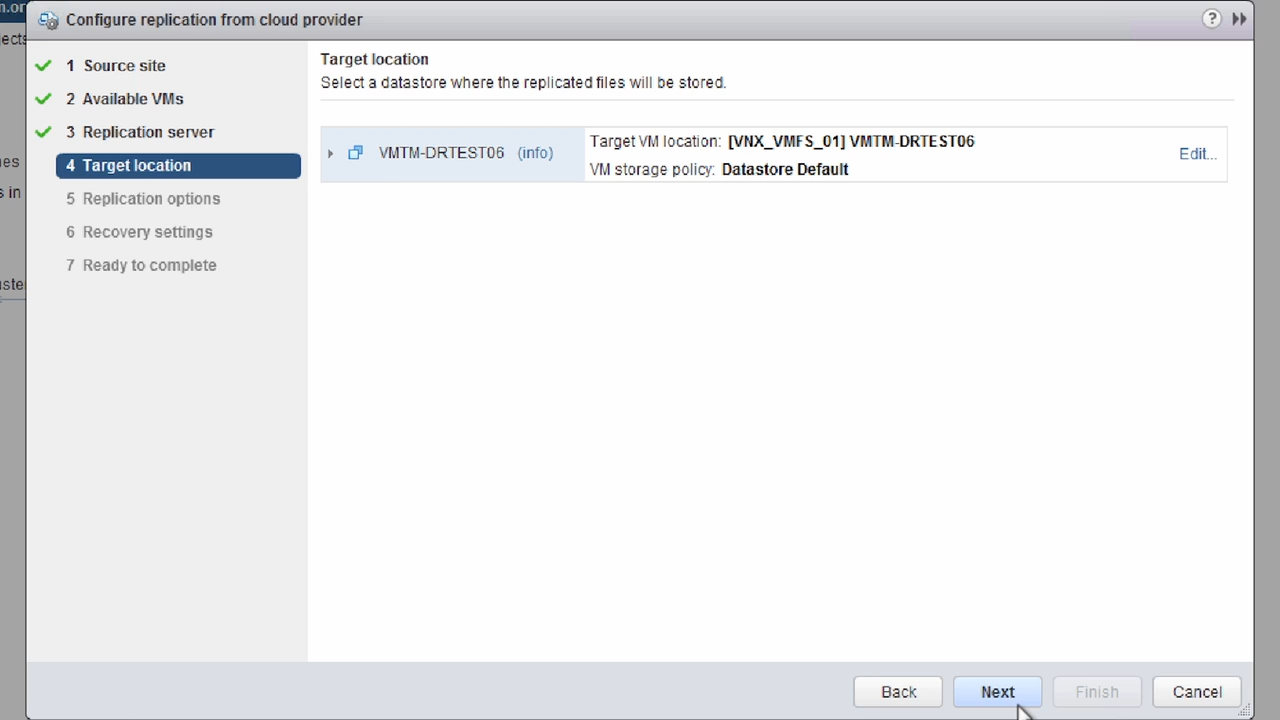 Configure replication from cloud provider
1 Source site
2 Available VMs
3 Replication server
4 Target location
5 Replication options
6 Recovery settings
7 Ready to complete
Target location
Select a datastore where the replicated files will be stored.
VMTM-DRTEST06 (info)
Target VM location: [VNX_VMFS_01] VMTM-DRTEST06
VM storage policy: Datastore Default
Edit...
Back
Next
Finish
Cancel